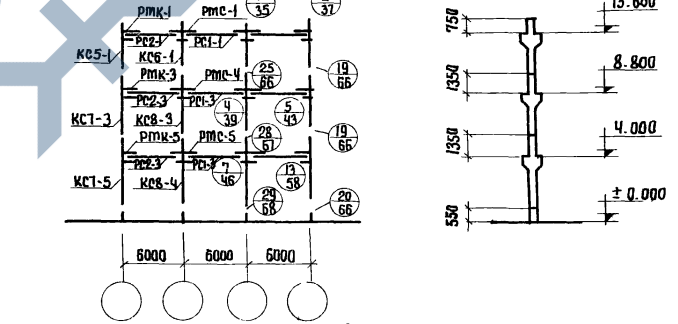 РМК-1 РМС-1 35 37
РС2-1 РС1-1
КС5-1 КС6-1
РМК-3 РМС-4 25 66 19 66
РС2-3 РС1-3 4 39 5 43
КС7-3 КС8-3
РМК-5 РМС-5 28 67 19 66
РС2-3 РС1-3 7 46 13 58
КС7-5 КС8-4
29 68 20 66
6000 6000 6000
750
1350
1350
550
13.600
8.800
4.000
± 0.000